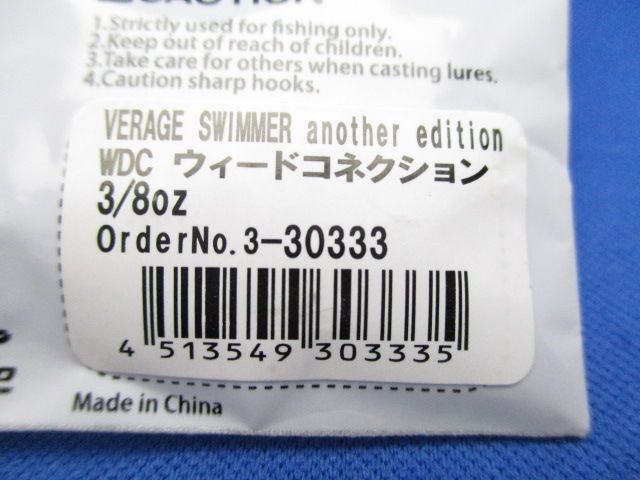 CAUTION
1.Strictly used for fishing only.
2.Keep out of reach of children.
3.Take care for others when casting lures.
4.Caution sharp hooks.
VERAGE SWIMMER another edition
WDC ウィードコネクション
3/8oz
OrderNo.3-30333
4 513549 303335
Made in China